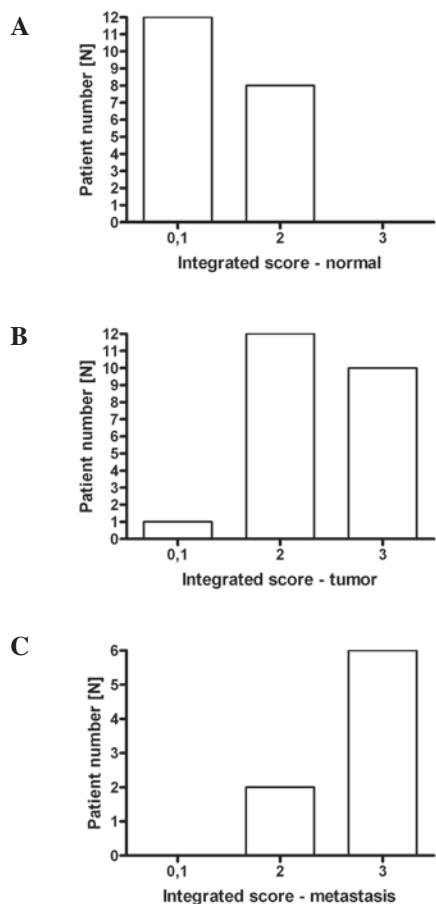 A
Patient number [N]
12
11
10
9
8
7
6
5
4
3
2
1
0
0,1 2 3
Integrated score - normal
B
Patient number [N]
12
11
10
9
8
7
6
5
4
3
2
1
0
0,1 2 3
Integrated score - tumor
C
Patient number [N]
6
5
4
3
2
1
0
0,1 2 3
Integrated score - metastasis